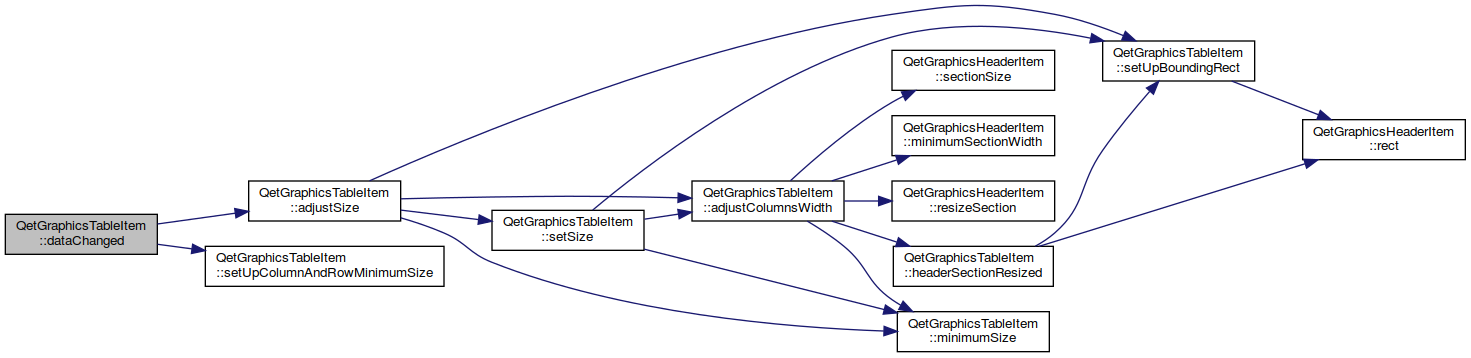 QetGraphicsTableItem
::dataChanged
QetGraphicsTableItem
::adjustSize
QetGraphicsTableItem
::setUpColumnAndRowMinimumSize
QetGraphicsTableItem
::setSize
QetGraphicsTableItem
::adjustColumnsWidth
QetGraphicsHeaderItem
::sectionSize
QetGraphicsHeaderItem
::minimumSectionWidth
QetGraphicsHeaderItem
::resizeSection
QetGraphicsTableItem
::headerSectionResized
QetGraphicsTableItem
::minimumSize
QetGraphicsTableItem
::setUpBoundingRect
QetGraphicsHeaderItem
::rect